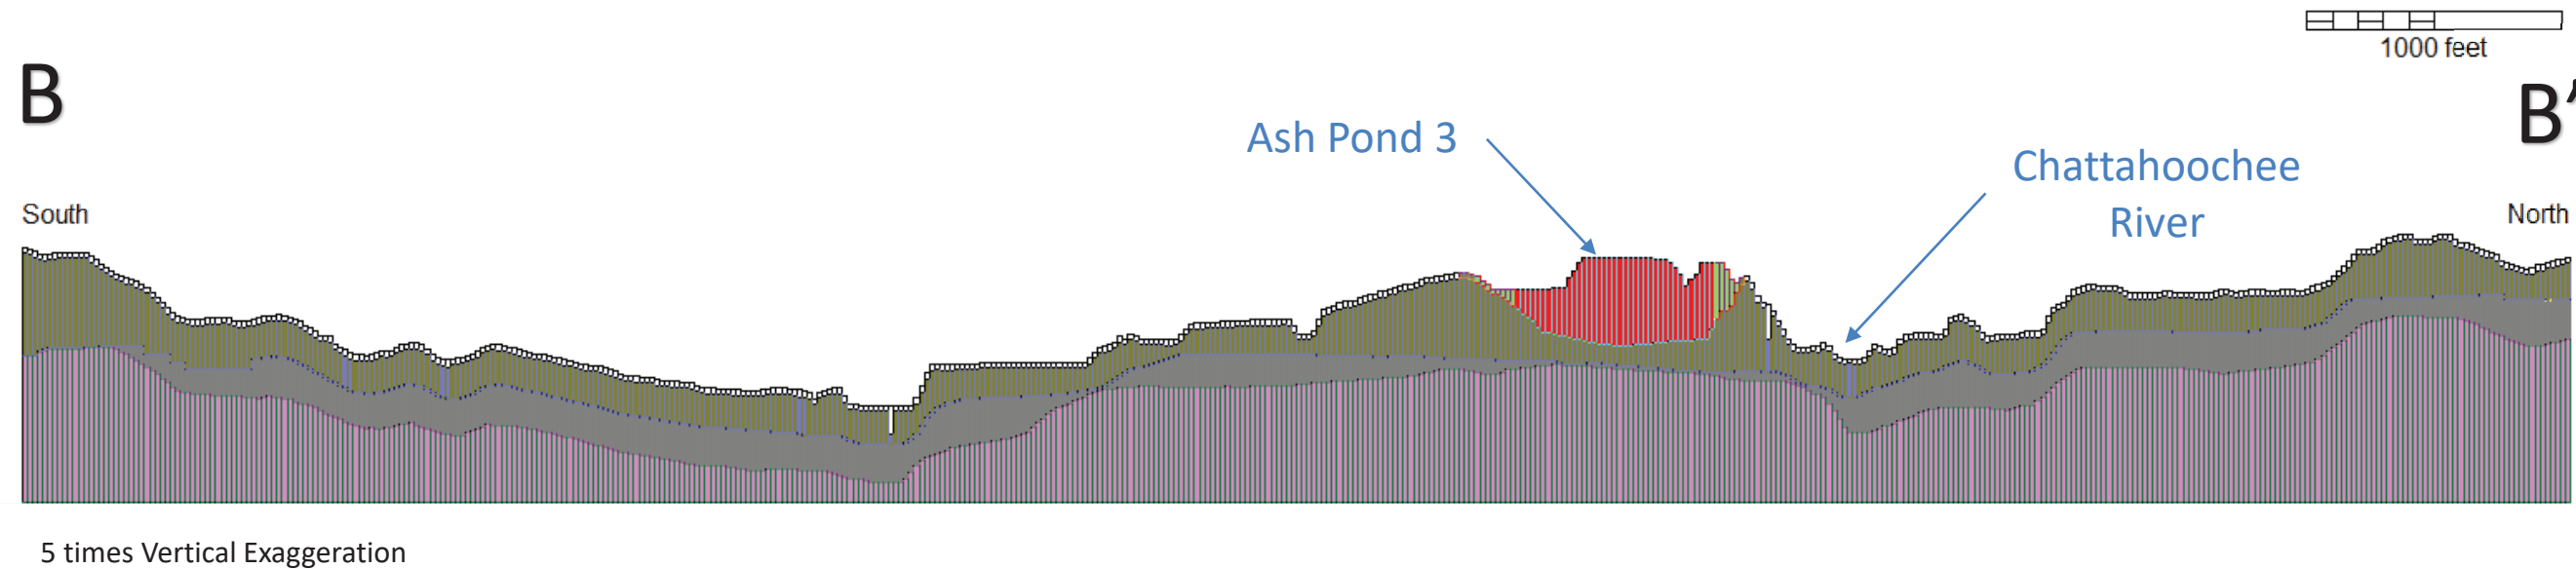 1000 feet
B
B'
Ash Pond 3
Chattahoochee
River
South
North
5 times Vertical Exaggeration